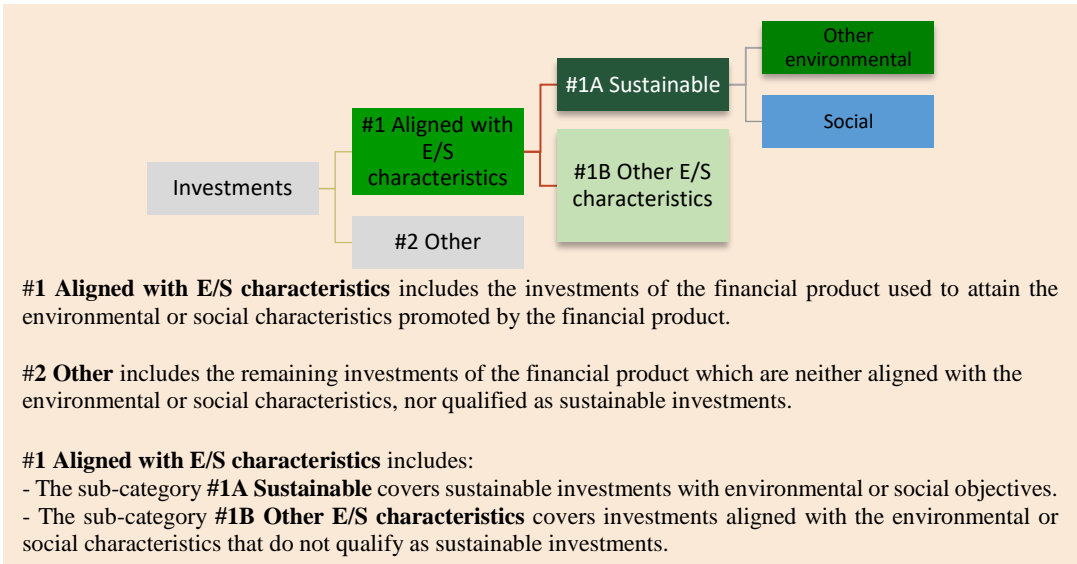 Other
environmental
#1A Sustainable
Social
#1 Aligned with
E/S
characteristics
#1B Other E/S
characteristics
Investments
#2 Other
#1 Aligned with E/S characteristics includes the investments of the financial product used to attain the
environmental or social characteristics promoted by the financial product.
#2 Other includes the remaining investments of the financial product which are neither aligned with the
environmental or social characteristics, nor qualified as sustainable investments.
#1 Aligned with E/S characteristics includes:
- The sub-category #1A Sustainable covers sustainable investments with environmental or social objectives.
- The sub-category #1B Other E/S characteristics covers investments aligned with the environmental or
social characteristics that do not qualify as sustainable investments.